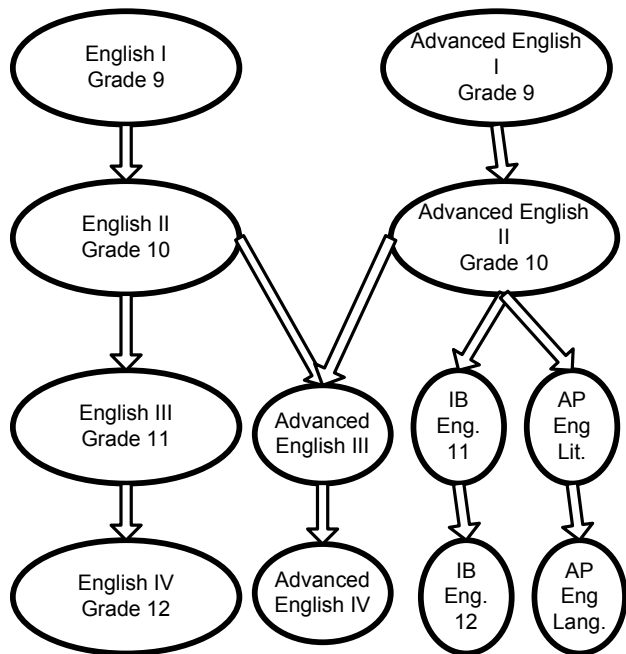 English I
Grade 9
Advanced English
I
Grade 9
English II
Grade 10
Advanced English
II
Grade 10
English III
Grade 11
Advanced
English III
IB
Eng.
11
AP
Eng
Lit.
English IV
Grade 12
Advanced
English IV
IB
Eng.
12
AP
Eng
Lang.